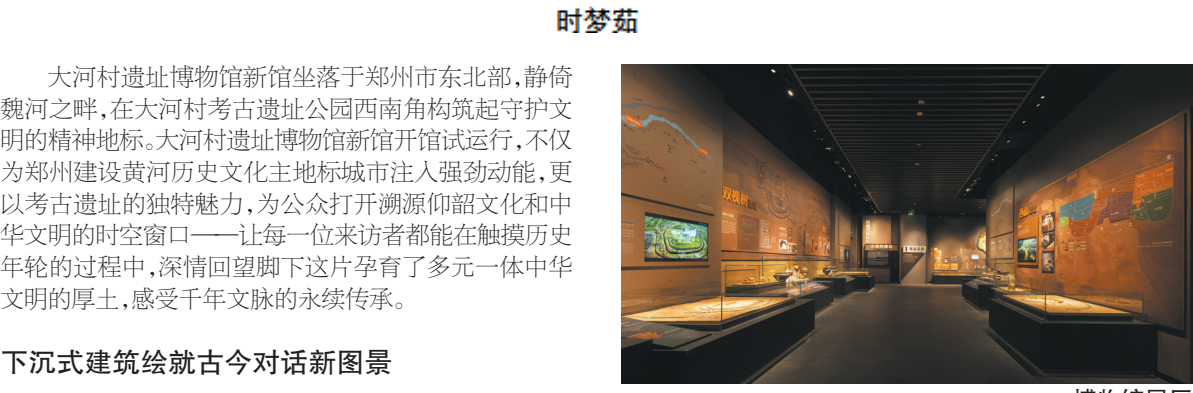 时梦茹
大河村遗址博物馆新馆坐落于郑州市东北部,静倚
魏河之畔,在大河村考古遗址公园西南角构筑起守护文
明的精神地标。大河村遗址博物馆新馆开馆试运行,不仅
为郑州建设黄河历史文化主地标城市注入强劲动能,更
以考古遗址的独特魅力,为公众打开溯源仰韶文化和中
华文明的时空窗口——让每一位来访者都能在触摸历史
年轮的过程中,深情回望脚下这片孕育了多元一体中华
文明的厚土,感受千年文脉的永续传承。
下沉式建筑绘就古今对话新图景
双槐树